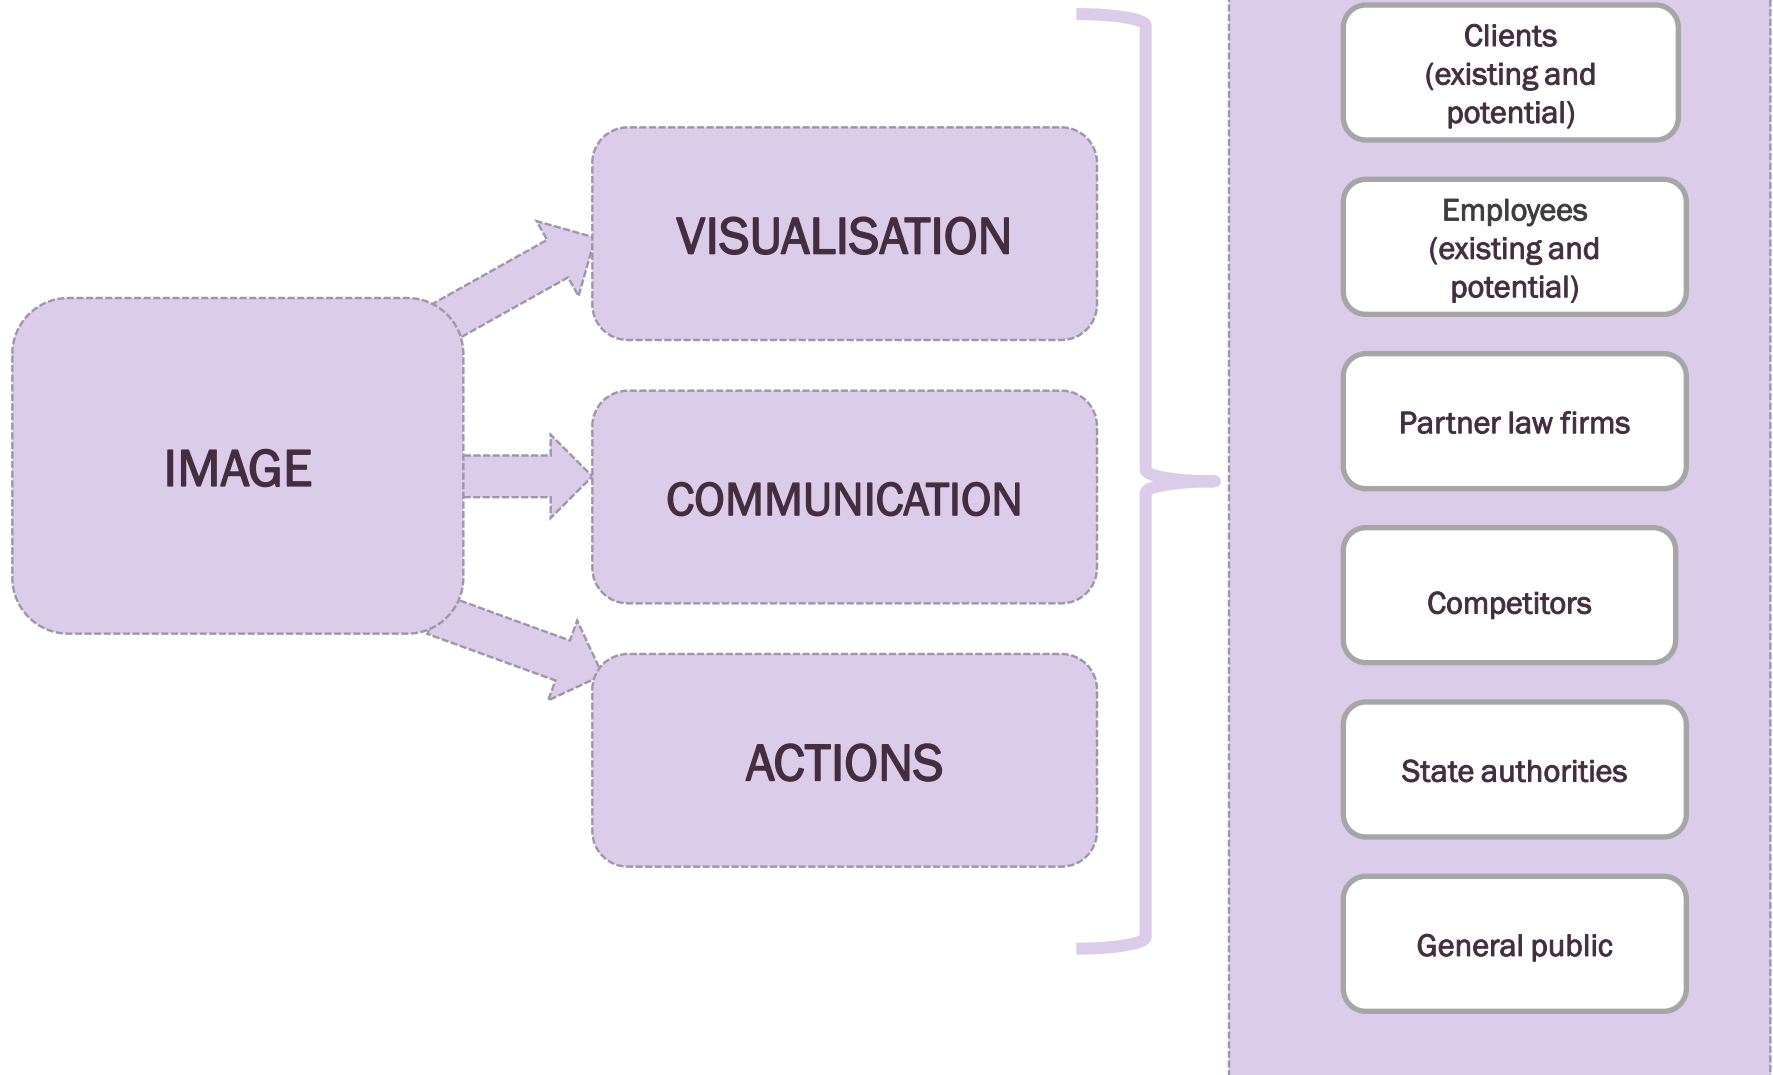 IMAGE
VISUALISATION
COMMUNICATION
ACTIONS
Clients
(existing and
potential)
Employees
(existing and
potential)
Partner law firms
Competitors
State authorities
General public